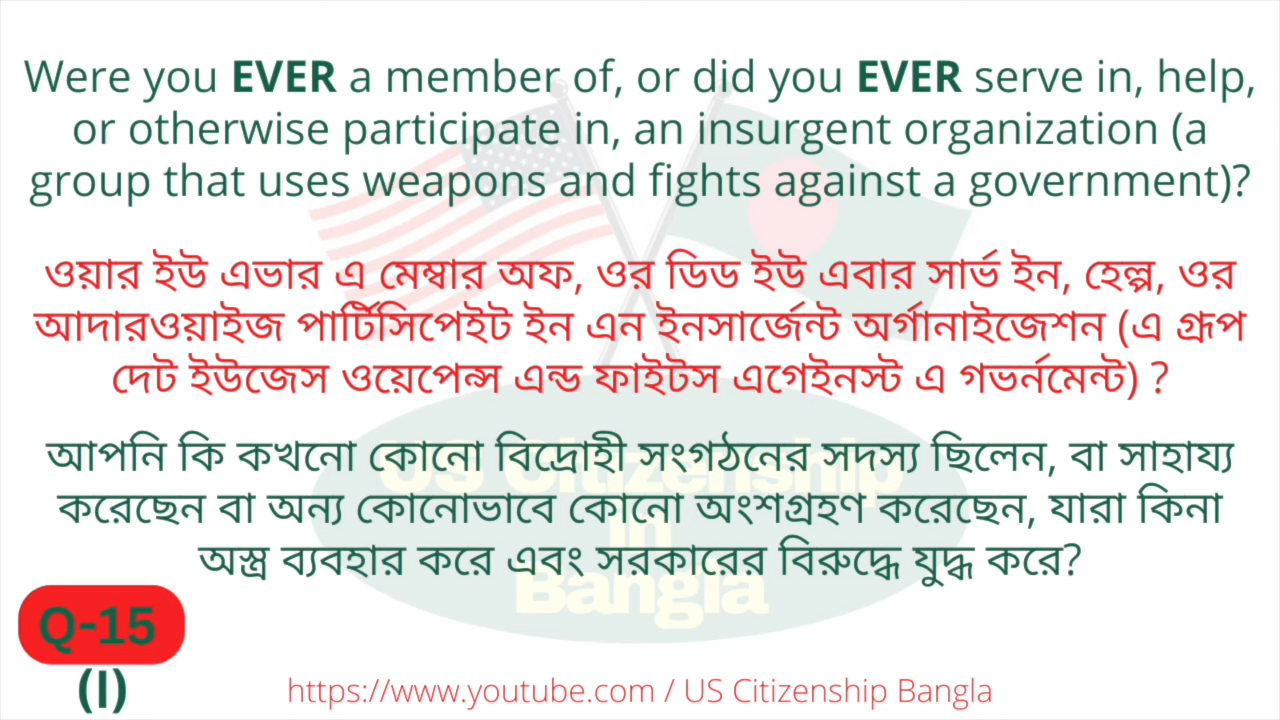 Were you EVER a member of, or did you EVER serve in, help,
or otherwise participate in, an insurgent organization (a
group that uses weapons and fights against a government)?
ওয়ার ইউ এভার এ মেম্বার অফ, ওর ডিড ইউ এবার সার্ভ ইন, হেল্প, ওর
আদারওয়াইজ পার্টিসিপেইট ইন এন ইনসার্জেন্ট অর্গানাইজেশন (এ গ্রূপ
দেট ইউজেস ওয়েপেন্স এন্ড ফাইটস এগেইনস্ট এ গভর্নমেন্ট) ?
আপনি কি কখনো কোনো বিদ্রোহী সংগঠনের সদস্য ছিলেন, বা সাহায্য
করেছেন বা অন্য কোনোভাবে কোনো অংশগ্রহণ করেছেন, যারা কিনা
অস্ত্র ব্যবহার করে এবং সরকারের বিরুদ্ধে যুদ্ধ করে?
US Citizenship
in
Bangla
Q-15
(I)
https://www.youtube.com / US Citizenship Bangla